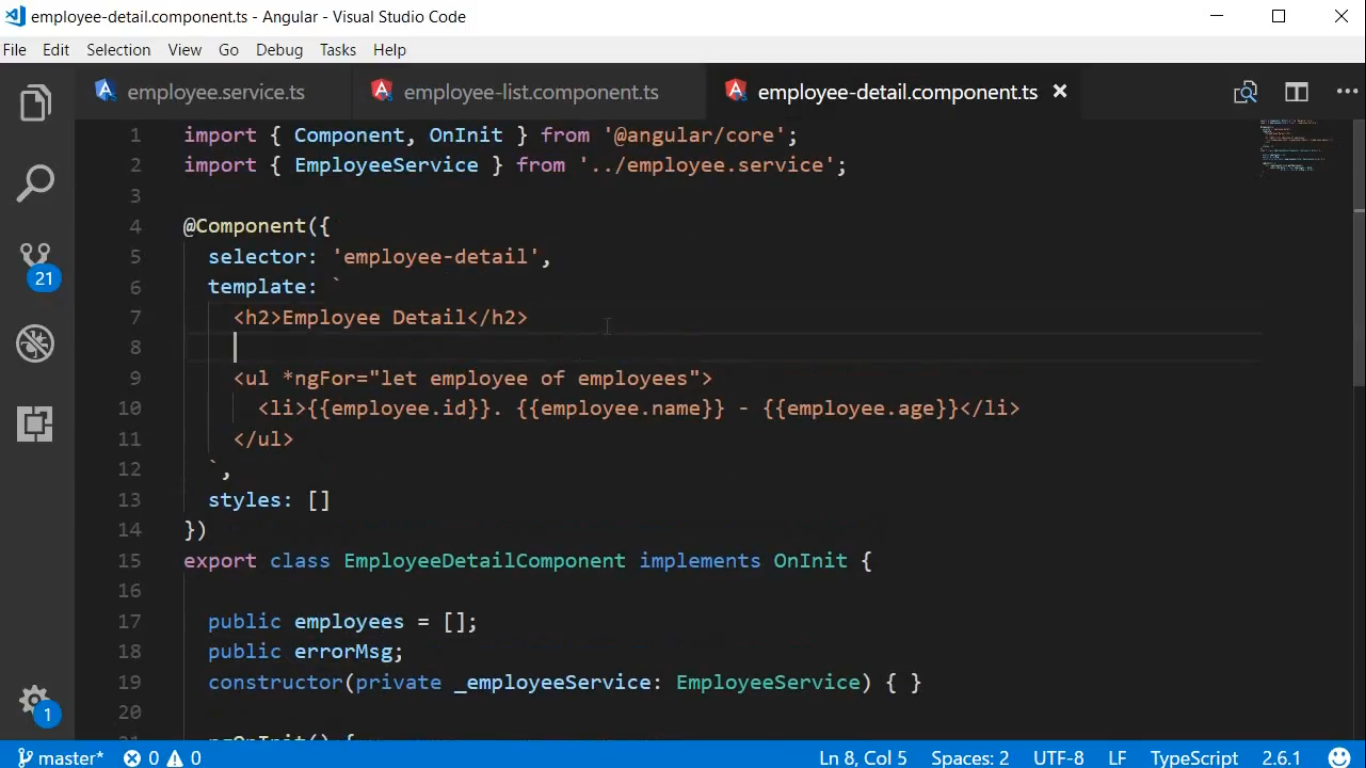 employee-detail.component.ts - Angular - Visual Studio Code
File Edit Selection View Go Debug Tasks Help
employee.service.ts employee-list.component.ts employee-detail.component.ts
1 import { Component, OnInit } from '@angular/core';
2 import { EmployeeService } from '../employee.service';
3
4 @Component({
5 selector: 'employee-detail',
6 template: `
7 <h2>Employee Detail</h2>
8
9 <ul *ngFor="let employee of employees">
10 <li>{{employee.id}}. {{employee.name}} - {{employee.age}}</li>
11 </ul>
12 `,
13 styles: []
14 })
15 export class EmployeeDetailComponent implements OnInit {
16
17 public employees = [];
18 public errorMsg;
19 constructor(private _employeeService: EmployeeService) { }
20
21 ngOnInit() {
21
1
master* 0 0 Ln 8, Col 5 Spaces: 2 UTF-8 LF TypeScript 2.6.1